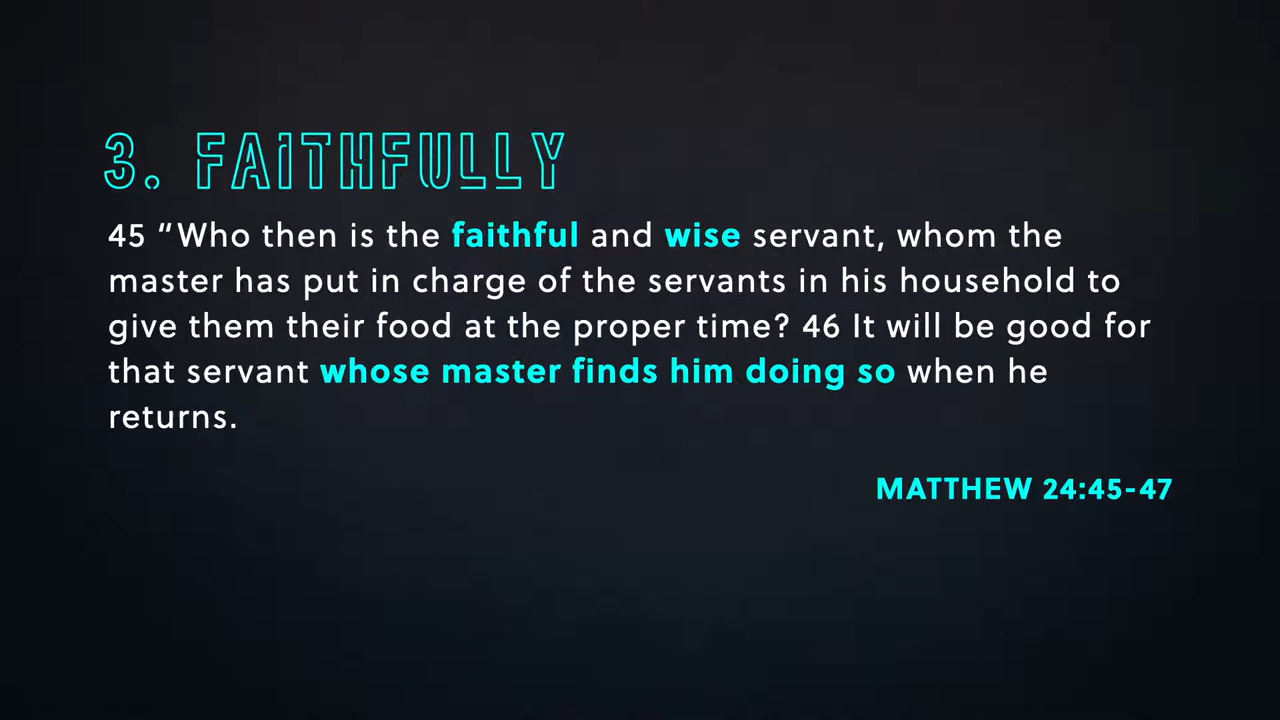 3. FAiTHFULLY
45 “Who then is the faithful and wise servant, whom the
master has put in charge of the servants in his household to
give them their food at the proper time? 46 It will be good for
that servant whose master finds him doing so when he
returns.
MATTHEW 24:45-47